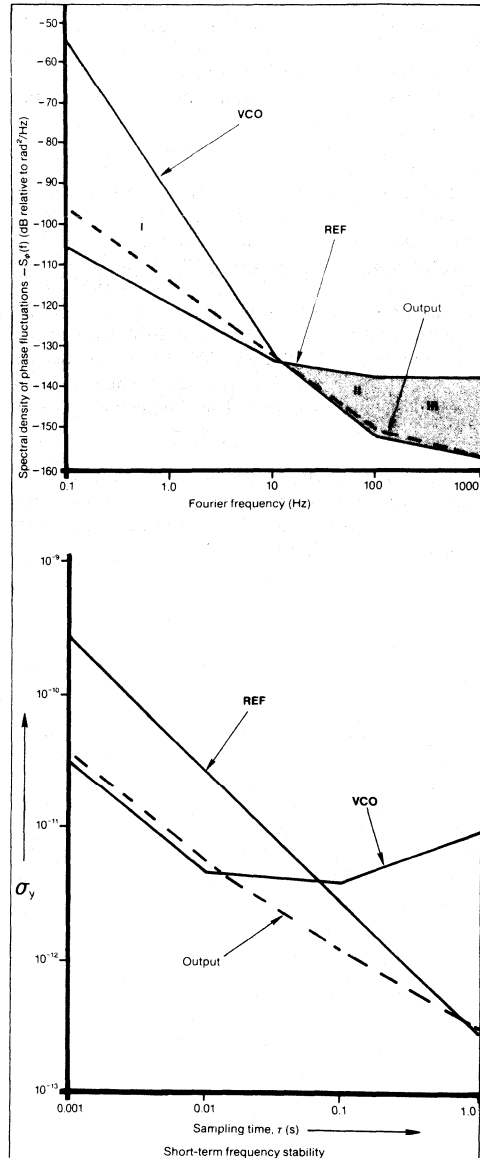 Spectral density of phase fluctuations – Sφ(f) (dB relative to rad²/Hz)
−50
−60
−70
−80
−90
−100
−110
−120
−130
−140
−150
−160
VCO
I
REF
Output
II
III
0.1
1.0
10
100
1000
Fourier frequency (Hz)
10⁻⁹
10⁻¹⁰
10⁻¹¹
10⁻¹²
10⁻¹³
σy
REF
VCO
Output
0.001
0.01
0.1
1.0
Sampling time, τ (s)
Short-term frequency stability